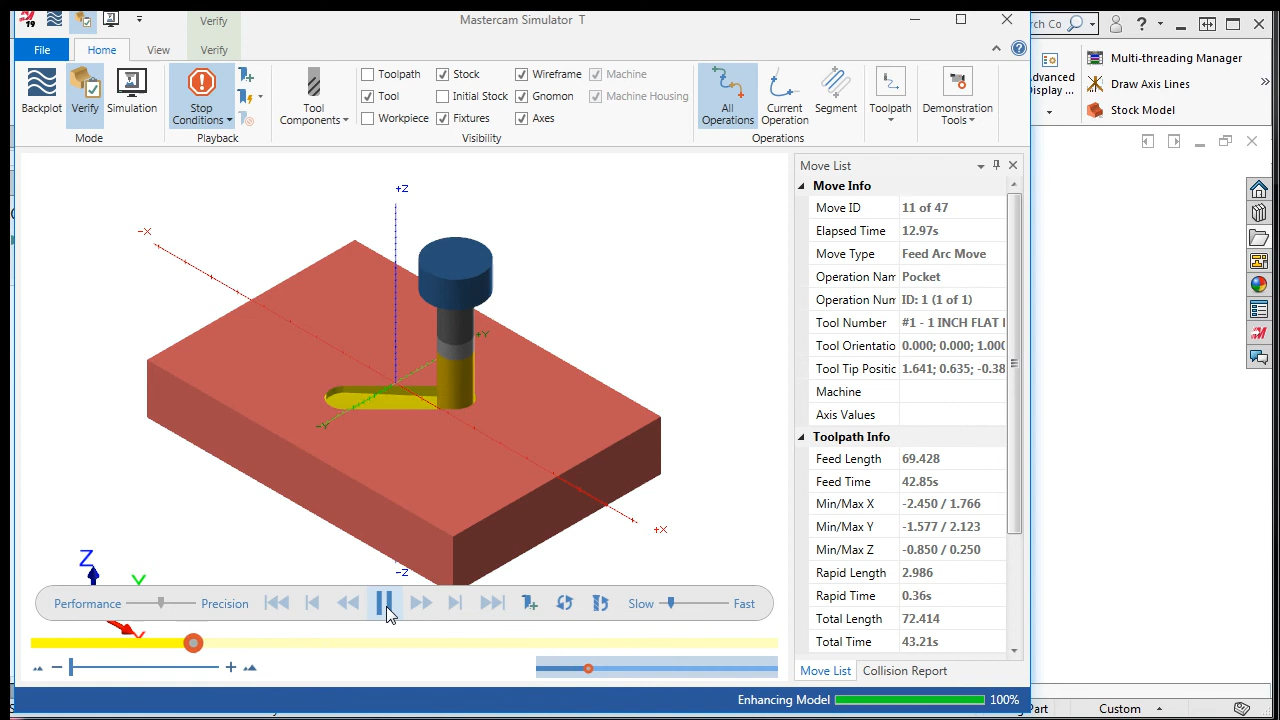 19
Verify
Mastercam Simulator T
rch Co
File
Home
View
Verify
Backplot
Verify
Simulation
Mode
Stop
Conditions
Playback
Tool
Components
Toolpath
Stock
Wireframe
Machine
Tool
Initial Stock
Gnomon
Machine Housing
Workpiece
Fixtures
Axes
Visibility
All
Operations
Current
Operation
Segment
Operations
Toolpath
Demonstration
Tools
dvanced
Display ...
Multi-threading Manager
Draw Axis Lines
Stock Model
Move List
Move Info
Move ID 11 of 47
Elapsed Time 12.97s
Move Type Feed Arc Move
Operation Nar Pocket
Operation Num ID: 1 (1 of 1)
Tool Number #1 - 1 INCH FLAT
Tool Orientatio 0.000; 0.000; 1.000
Tool Tip Positic 1.641; 0.635; -0.38
Machine
Axis Values
Toolpath Info
Feed Length 69.428
Feed Time 42.85s
Min/Max X -2.450 / 1.766
Min/Max Y -1.577 / 2.123
Min/Max Z -0.850 / 0.250
Rapid Length 2.986
Rapid Time 0.36s
Total Length 72.414
Total Time 43.21s
Move List
Collision Report
+Z
-X
+Y
-Y
+X
-Z
Z
Y
Performance
Precision
Slow
Fast
Enhancing Model
100%
Part
Custom